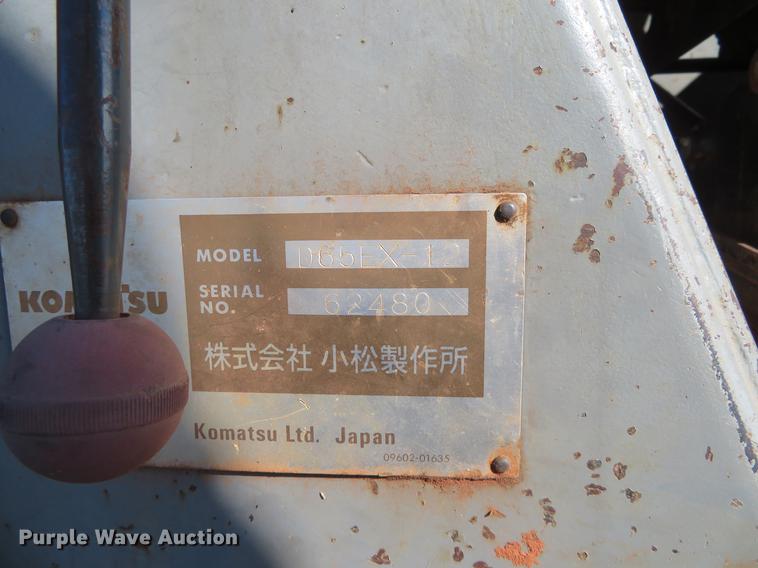 KOMATSU
MODEL D65EX-12
SERIAL NO. 62480
株式会社 小松製作所
Komatsu Ltd. Japan
09602-01635
Purple Wave Auction